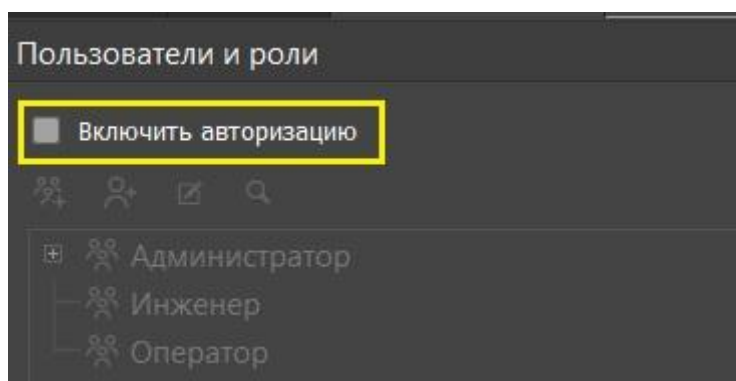 Пользователи и роли
Включить авторизацию
Администратор
Инженер
Оператор